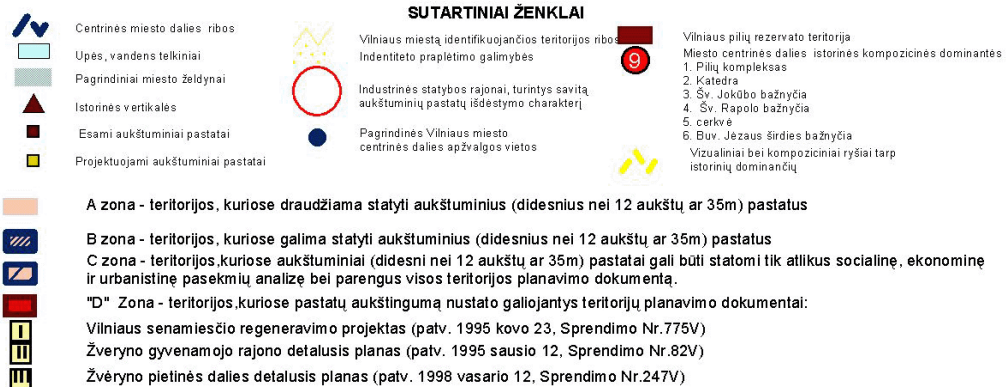 SUTARTINIAI ŽENKLAI
Centrinės miesto dalies ribos
Upės, vandens telkiniai
Pagrindiniai miesto želdynai
Istorinės vertikalės
Esami aukštuminiai pastatai
Projektuojami aukštuminiai pastatai
Vilniaus miestą identifikuojančios teritorijos ribos
Indentiteto praplėtimo galimybės
Industrinės statybos rajonai, turintys savitą
aukštuminių pastatų išdėstymo charakterį
Pagrindinės Vilniaus miesto
centrinės dalies apžvalgos vietos
Vilniaus pilių rezervato teritorija
9
Miesto centrinės dalies istorinės kompozicinės dominantės
1. Pilių kompleksas
2. Katedra
3. Šv. Jokūbo bažnyčia
4. Šv. Rapolo bažnyčia
5. cerkvė
6. Buv. Jėzaus širdies bažnyčia
Vizualiniai bei kompoziciniai ryšiai tarp
istorinių dominančių
A zona - teritorijos, kuriose draudžiama statyti aukštuminius (didesnius nei 12 aukštų ar 35m) pastatus
B zona - teritorijos, kuriose galima statyti aukštuminius (didesnius nei 12 aukštų ar 35m) pastatus
C zona - teritorijos,kuriose aukštuminiai (didesni nei 12 aukštų ar 35m) pastatai gali būti statomi tik atlikus socialinę, ekonominę
ir urbanistinę pasekmių analizę bei parengus visos teritorijos planavimo dokumentą.
"D" Zona - teritorijos,kuriose pastatų aukštingumą nustato galiojantys teritorijų planavimo dokumentai:
I Vilniaus senamiesčio regeneravimo projektas (patv. 1995 kovo 23, Sprendimo Nr.775V)
II Žveryno gyvenamojo rajono detalusis planas (patv. 1995 sausio 12, Sprendimo Nr.82V)
III Žvėryno pietinės dalies detalusis planas (patv. 1998 vasario 12, Sprendimo Nr.247V)